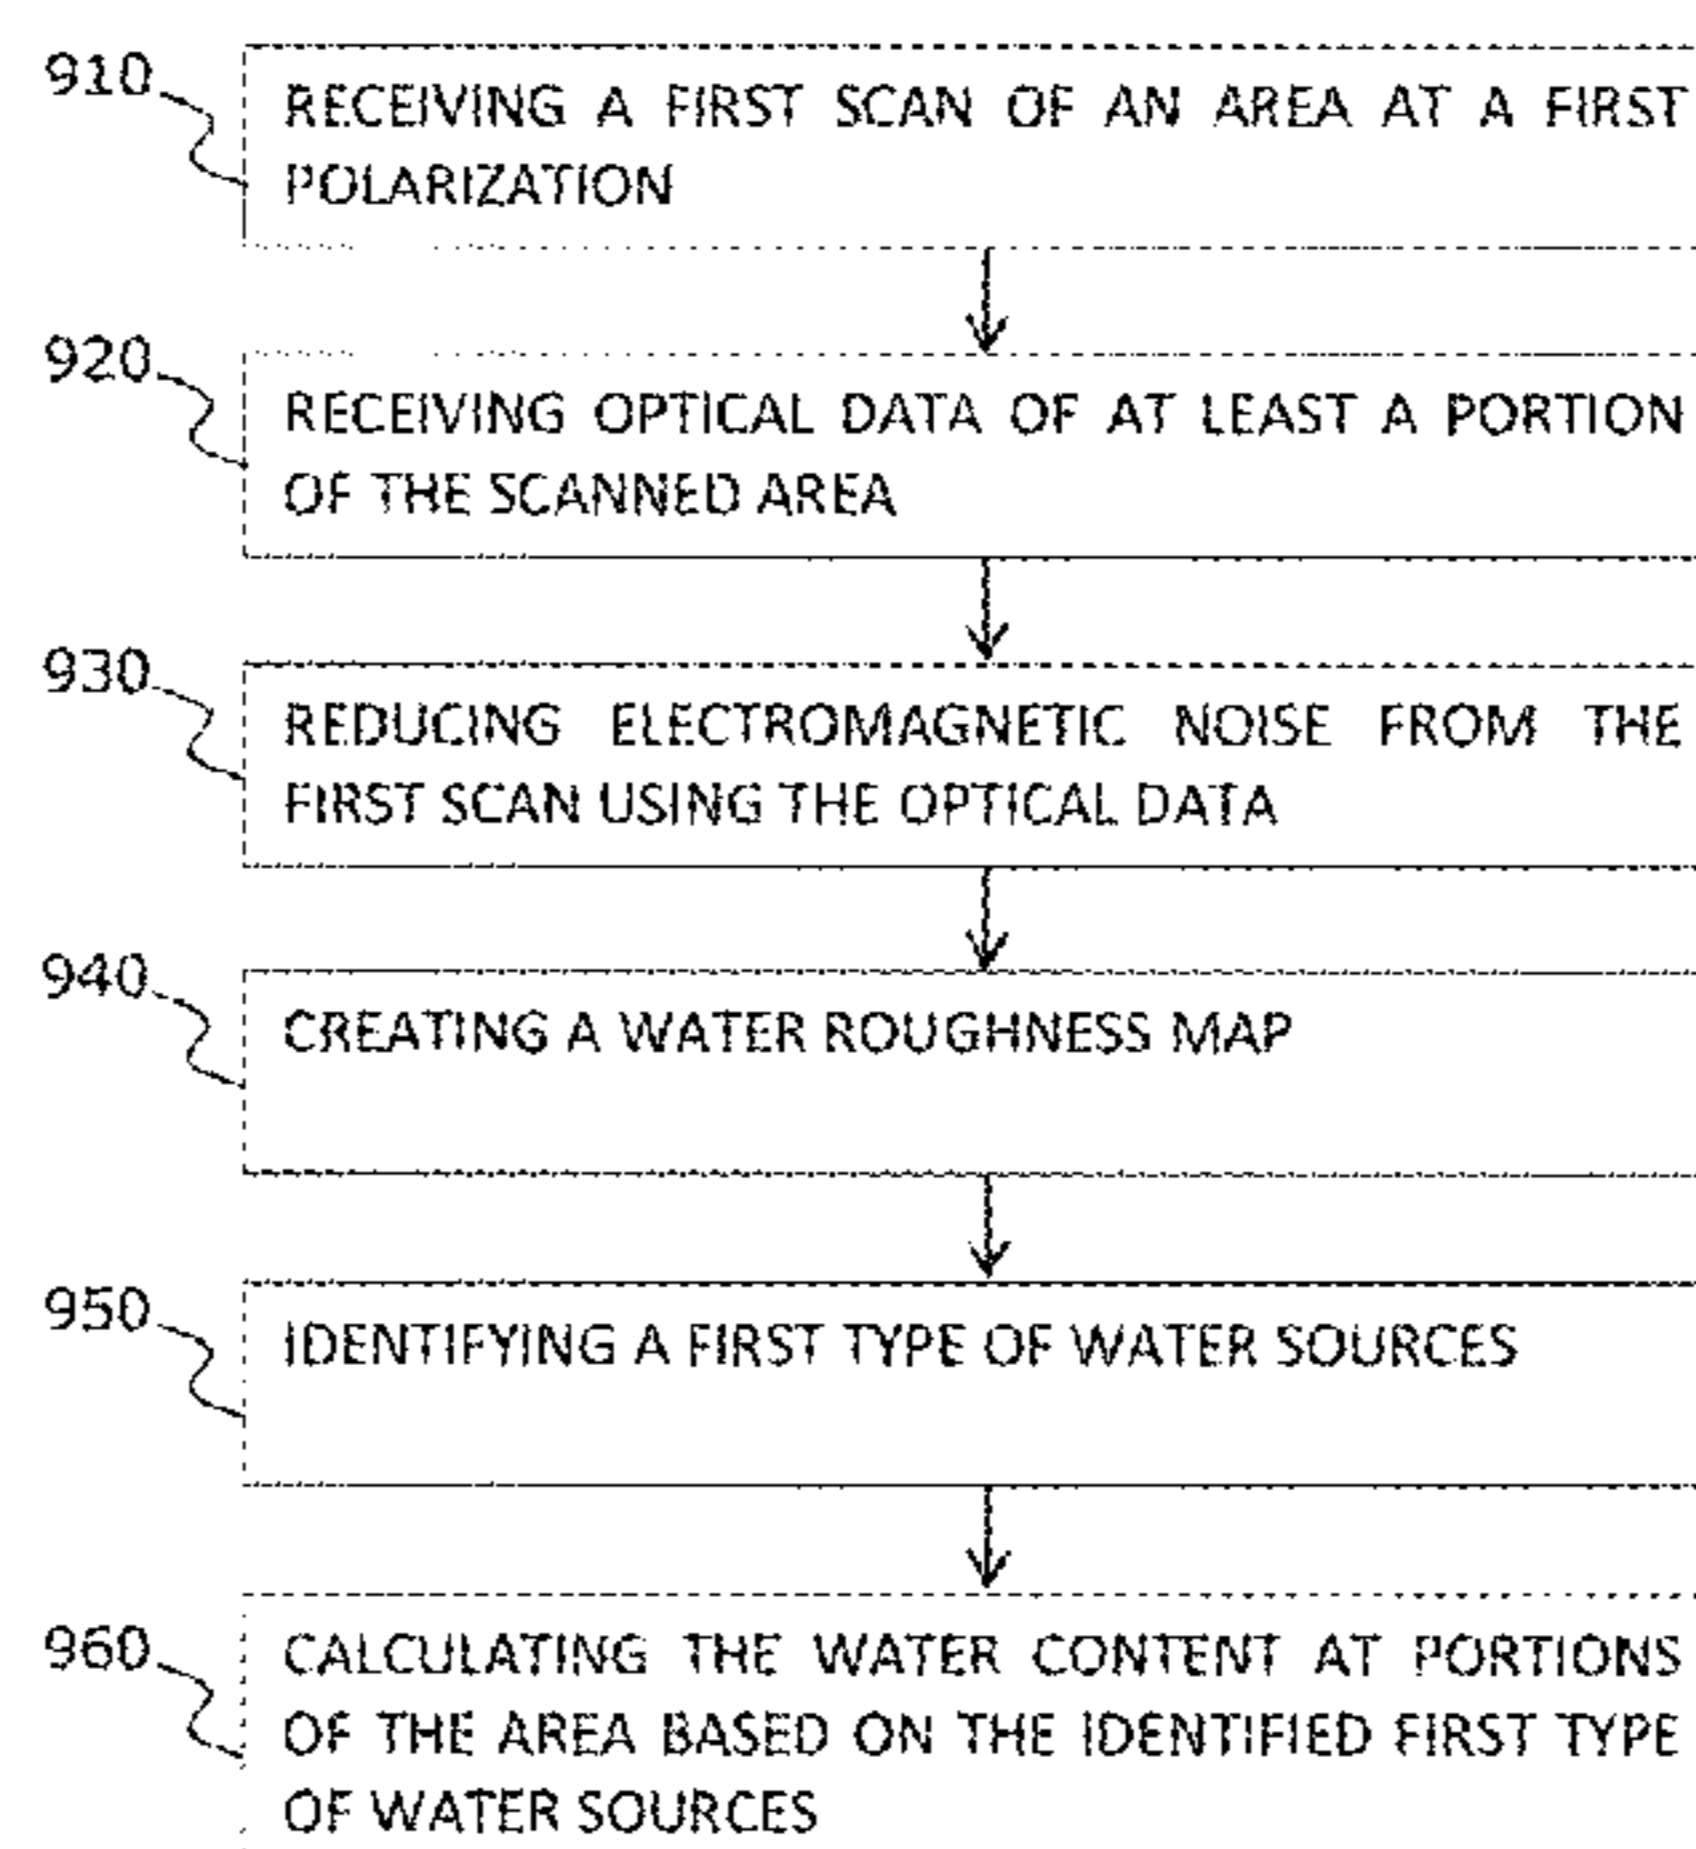 910
RECEIVING A FIRST SCAN OF AN AREA AT A FIRST
POLARIZATION
920
RECEIVING OPTICAL DATA OF AT LEAST A PORTION
OF THE SCANNED AREA
930
REDUCING ELECTROMAGNETIC NOISE FROM THE
FIRST SCAN USING THE OPTICAL DATA
940
CREATING A WATER ROUGHNESS MAP
950
IDENTIFYING A FIRST TYPE OF WATER SOURCES
960
CALCULATING THE WATER CONTENT AT PORTIONS
OF THE AREA BASED ON THE IDENTIFIED FIRST TYPE
OF WATER SOURCES